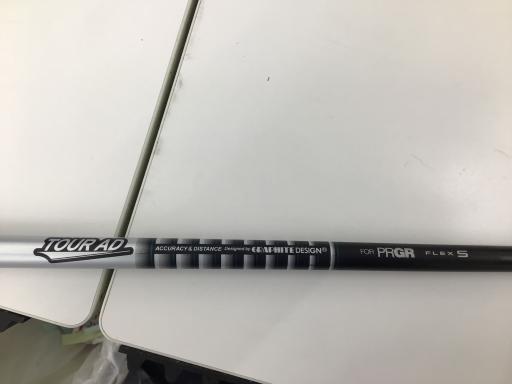 TOUR AD ACCURACY & DISTANCE Designed by GRAPHITE DESIGN® FOR PRGR FLEX S